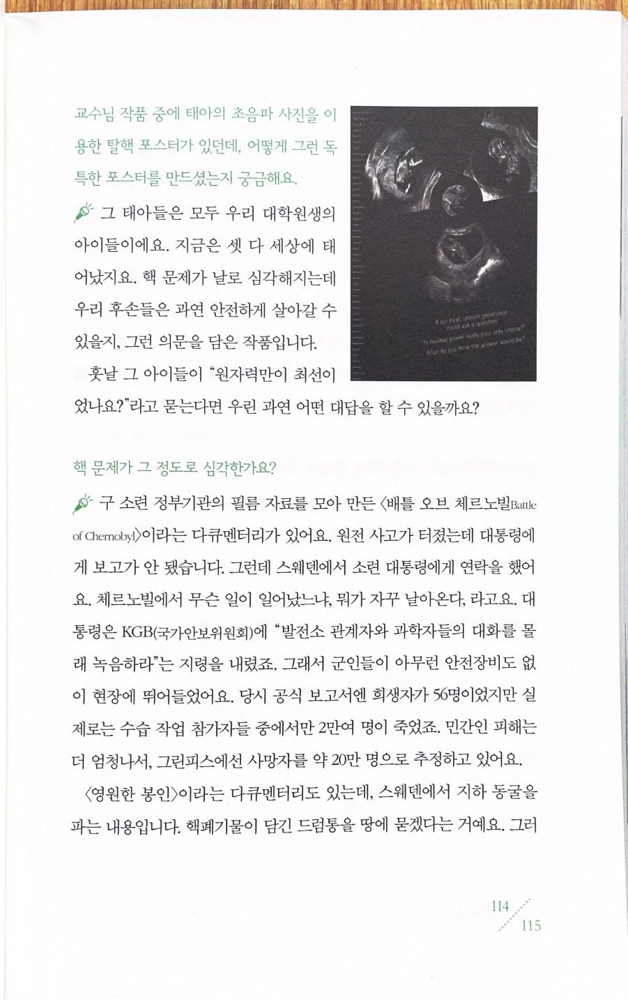 교수님 작품 중에 태아의 초음파 사진을 이
용한 탈핵 포스터가 있던데, 어떻게 그런 독
특한 포스터를 만드셨는지 궁금해요.
그 태아들은 모두 우리 대학원생의
아이들이에요. 지금은 셋 다 세상에 태
어났지요. 핵 문제가 날로 심각해지는데
우리 후손들은 과연 안전하게 살아갈 수
있을지, 그런 의문을 담은 작품입니다.
훗날 그 아이들이 “원자력만이 최선이
었나요?”라고 묻는다면 우린 과연 어떤 대답을 할 수 있을까요?
If our next, unborn generation
could ask a question
"Is nuclear power really your only choice?"
What do you think the answer would be?
핵 문제가 그 정도로 심각한가요?
구 소련 정부기관의 필름 자료를 모아 만든 〈배틀 오브 체르노빌Battle
of Chernobyl〉이라는 다큐멘터리가 있어요. 원전 사고가 터졌는데 대통령에
게 보고가 안 됐습니다. 그런데 스웨덴에서 소련 대통령에게 연락을 했어
요. 체르노빌에서 무슨 일이 일어났느냐, 뭐가 자꾸 날아온다, 라고요. 대
통령은 KGB(국가안보위원회)에 “발전소 관계자와 과학자들의 대화를 몰
래 녹음하라”는 지령을 내렸죠. 그래서 군인들이 아무런 안전장비도 없
이 현장에 뛰어들었어요. 당시 공식 보고서엔 희생자가 56명이었지만 실
제로는 수습 작업 참가자들 중에서만 2만여 명이 죽었죠. 민간인 피해는
더 엄청나서, 그린피스에선 사망자를 약 20만 명으로 추정하고 있어요.
〈영원한 봉인〉이라는 다큐멘터리도 있는데, 스웨덴에서 지하 동굴을
파는 내용입니다. 핵폐기물이 담긴 드럼통을 땅에 묻겠다는 거예요. 그러
114
115